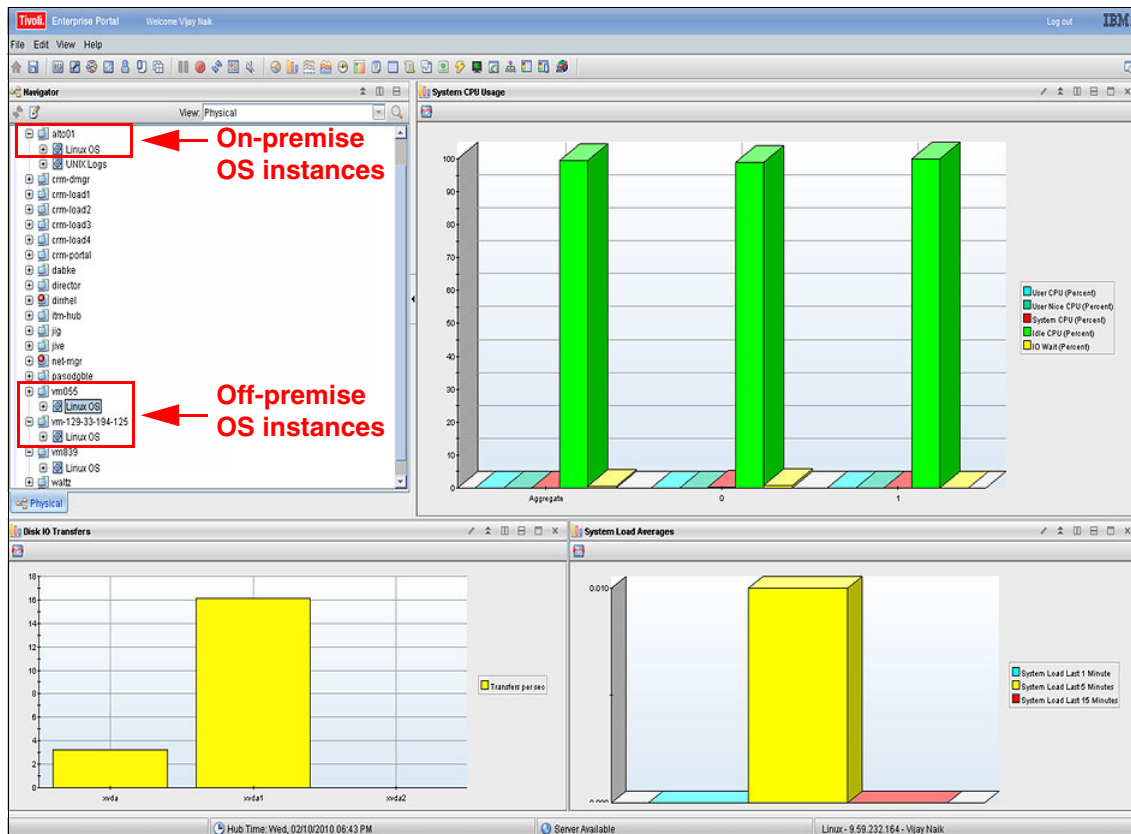 Tivoli. Enterprise Portal Welcome Vijay Naik Log out IBM
File Edit View Help
Navigator
View: Physical
alto01
Linux OS
UNIX Logs
crm-dmgr
crm-load1
crm-load2
crm-load3
crm-load4
crm-portal
dabke
director
dirrhel
itm-hub
jig
jive
net-mgr
pasodgble
vm055
Linux OS
vm-129-33-194-125
Linux OS
vm839
Linux OS
waltz
On-premise
OS instances
Off-premise
OS instances
Physical
System CPU Usage
100
90
80
70
60
50
40
30
20
10
0
Aggregate 0 1
User CPU (Percent)
User Nice CPU (Percent)
System CPU (Percent)
Idle CPU (Percent)
IO Wait (Percent)
Disk IO Transfers
18
16
14
12
10
8
6
4
2
0
xvda xvda1 xvda2
Transfers per sec
System Load Averages
0.010
0.000
System Load Last 1 Minute
System Load Last 5 Minutes
System Load Last 15 Minutes
Hub Time: Wed, 02/10/2010 06:43 PM Server Available Linux - 9.59.232.164 - Vijay Naik